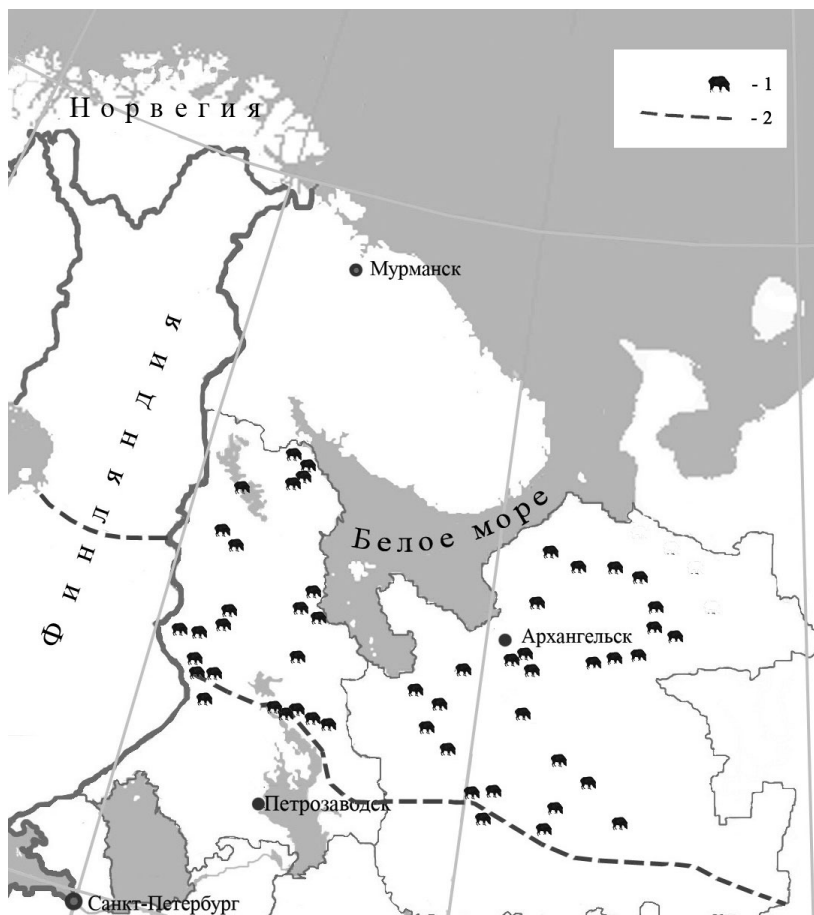 - 1
- 2
Норвегия
Мурманск
Финляндия
Белое море
Архангельск
Петрозаводск
Санкт-Петербург